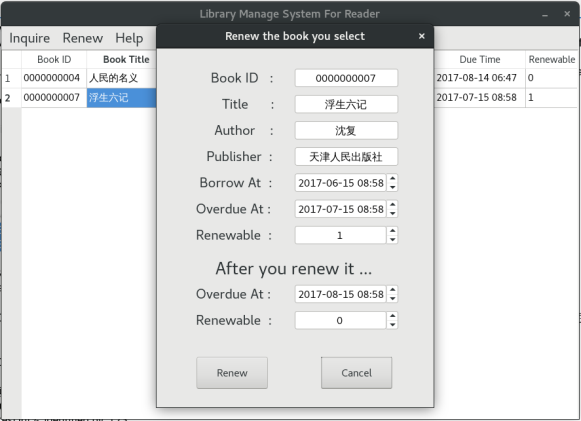 Library Manage System For Reader
Inquire Renew Help
Renew the book you select
Book ID Book Title Due Time Renewable
1 0000000004 人民的名义 2017-08-14 06:47 0
2 0000000007 浮生六记 2017-07-15 08:58 1
Book ID : 0000000007
Title : 浮生六记
Author : 沈复
Publisher : 天津人民出版社
Borrow At : 2017-06-15 08:58
Overdue At : 2017-07-15 08:58
Renewable : 1
After you renew it ...
Overdue At : 2017-08-15 08:58
Renewable : 0
Renew Cancel